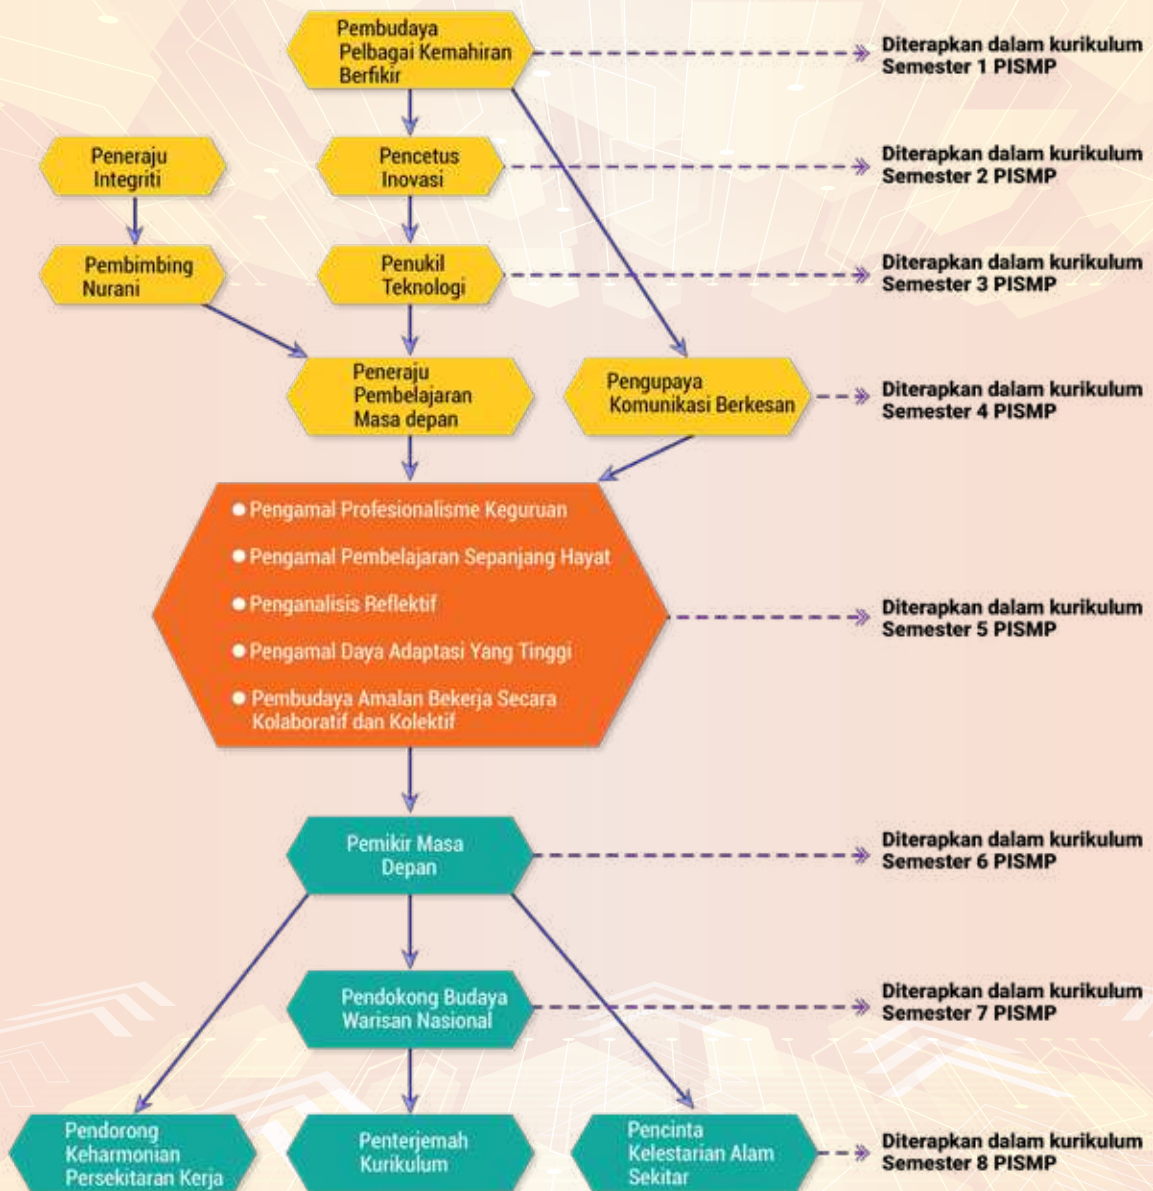 Pembudaya
Pelbagai Kemahiran
Berfikir
Diterapkan dalam kurikulum
Semester 1 PISMP
Peneraju
Integriti
Pencetus
Inovasi
Diterapkan dalam kurikulum
Semester 2 PISMP
Pembimbing
Nurani
Penukil
Teknologi
Diterapkan dalam kurikulum
Semester 3 PISMP
Peneraju
Pembelajaran
Masa depan
Pengupaya
Komunikasi Berkesan
Diterapkan dalam kurikulum
Semester 4 PISMP
● Pengamal Profesionalisme Keguruan
● Pengamal Pembelajaran Sepanjang Hayat
● Penganalisis Reflektif
● Pengamal Daya Adaptasi Yang Tinggi
● Pembudaya Amalan Bekerja Secara
Kolaboratif dan Kolektif
Diterapkan dalam kurikulum
Semester 5 PISMP
Pemikir Masa
Depan
Diterapkan dalam kurikulum
Semester 6 PISMP
Pendokong Budaya
Warisan Nasional
Diterapkan dalam kurikulum
Semester 7 PISMP
Pendorong
Keharmonian
Persekitaran Kerja
Penterjemah
Kurikulum
Pencinta
Kelestarian Alam
Sekitar
Diterapkan dalam kurikulum
Semester 8 PISMP